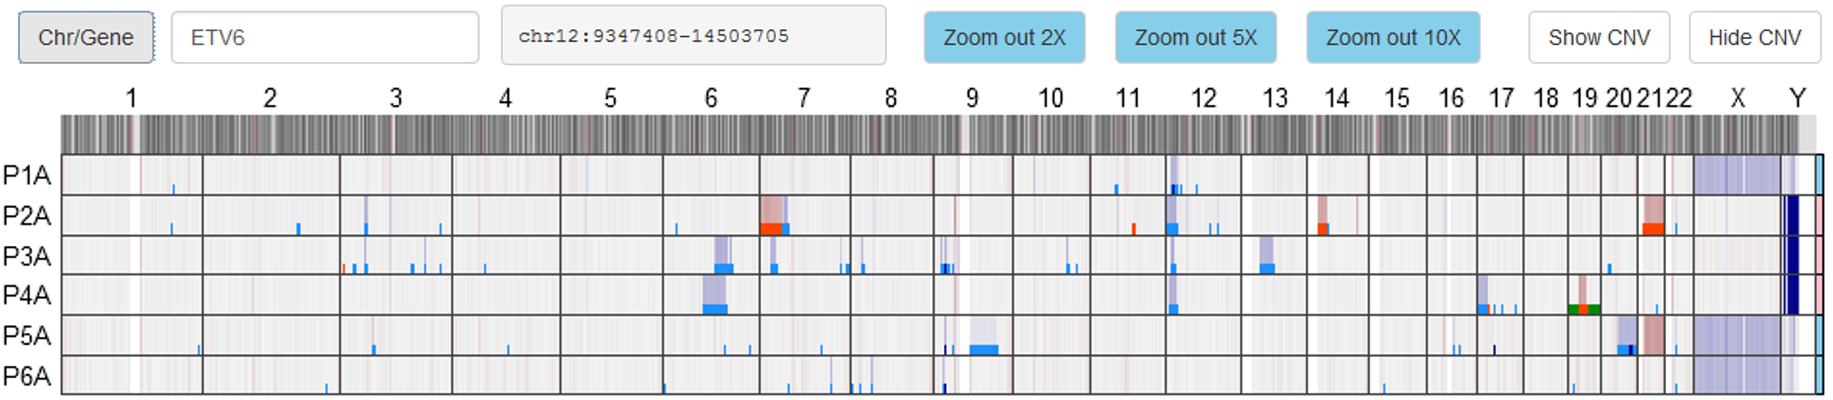 Chr/Gene ETV6 chr12:9347408-14503705 Zoom out 2X Zoom out 5X Zoom out 10X Show CNV Hide CNV
1 2 3 4 5 6 7 8 9 10 11 12 13 14 15 16 17 18 19 20 21 22 X Y
P1A
P2A
P3A
P4A
P5A
P6A